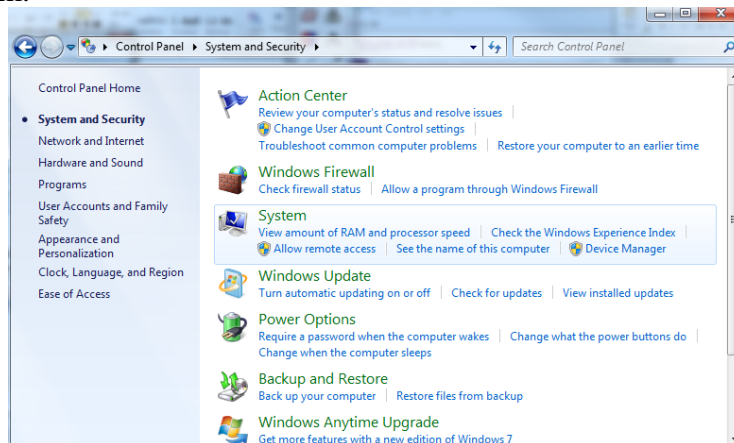 Control Panel ▸ System and Security ▸
Search Control Panel
Control Panel Home
System and Security
Network and Internet
Hardware and Sound
Programs
User Accounts and Family
Safety
Appearance and
Personalization
Clock, Language, and Region
Ease of Access
Action Center
Review your computer's status and resolve issues
Change User Account Control settings
Troubleshoot common computer problems Restore your computer to an earlier time
Windows Firewall
Check firewall status Allow a program through Windows Firewall
System
View amount of RAM and processor speed Check the Windows Experience Index
Allow remote access See the name of this computer Device Manager
Windows Update
Turn automatic updating on or off Check for updates View installed updates
Power Options
Require a password when the computer wakes Change what the power buttons do
Change when the computer sleeps
Backup and Restore
Back up your computer Restore files from backup
Windows Anytime Upgrade
Get more features with a new edition of Windows 7